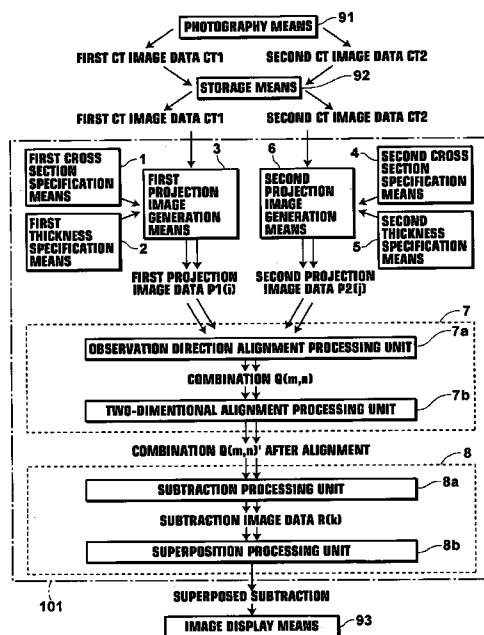 91
PHOTOGRAPHY MEANS
FIRST CT IMAGE DATA CT1
SECOND CT IMAGE DATA CT2
92
STORAGE MEANS
FIRST CT IMAGE DATA CT1
SECOND CT IMAGE DATA CT2
1
FIRST CROSS
SECTION
SPECIFICATION
MEANS
3
FIRST
PROJECTION
IMAGE
GENERATION
MEANS
6
SECOND
PROJECTION
IMAGE
GENERATION
MEANS
4
SECOND CROSS
SECTION
SPECIFICATION
MEANS
FIRST
THICKNESS
SPECIFICATION
MEANS
2
SECOND
THICKNESS
SPECIFICATION
MEANS
5
FIRST PROJECTION
IMAGE DATA P1(i)
SECOND PROJECTION
IMAGE DATA P2(j)
7
7a
OBSERVATION DIRECTION ALIGNMENT PROCESSING UNIT
COMBINATION Q(m,n)
7b
TWO-DIMENTIONAL ALIGNMENT PROCESSING UNIT
COMBINATION Q(m,n)' AFTER ALIGNMENT
8
SUBTRACTION PROCESSING UNIT
8a
SUBTRACTION IMAGE DATA R(k)
SUPERPOSITION PROCESSING UNIT
8b
101
SUPERPOSED SUBTRACTION
IMAGE DISPLAY MEANS
93